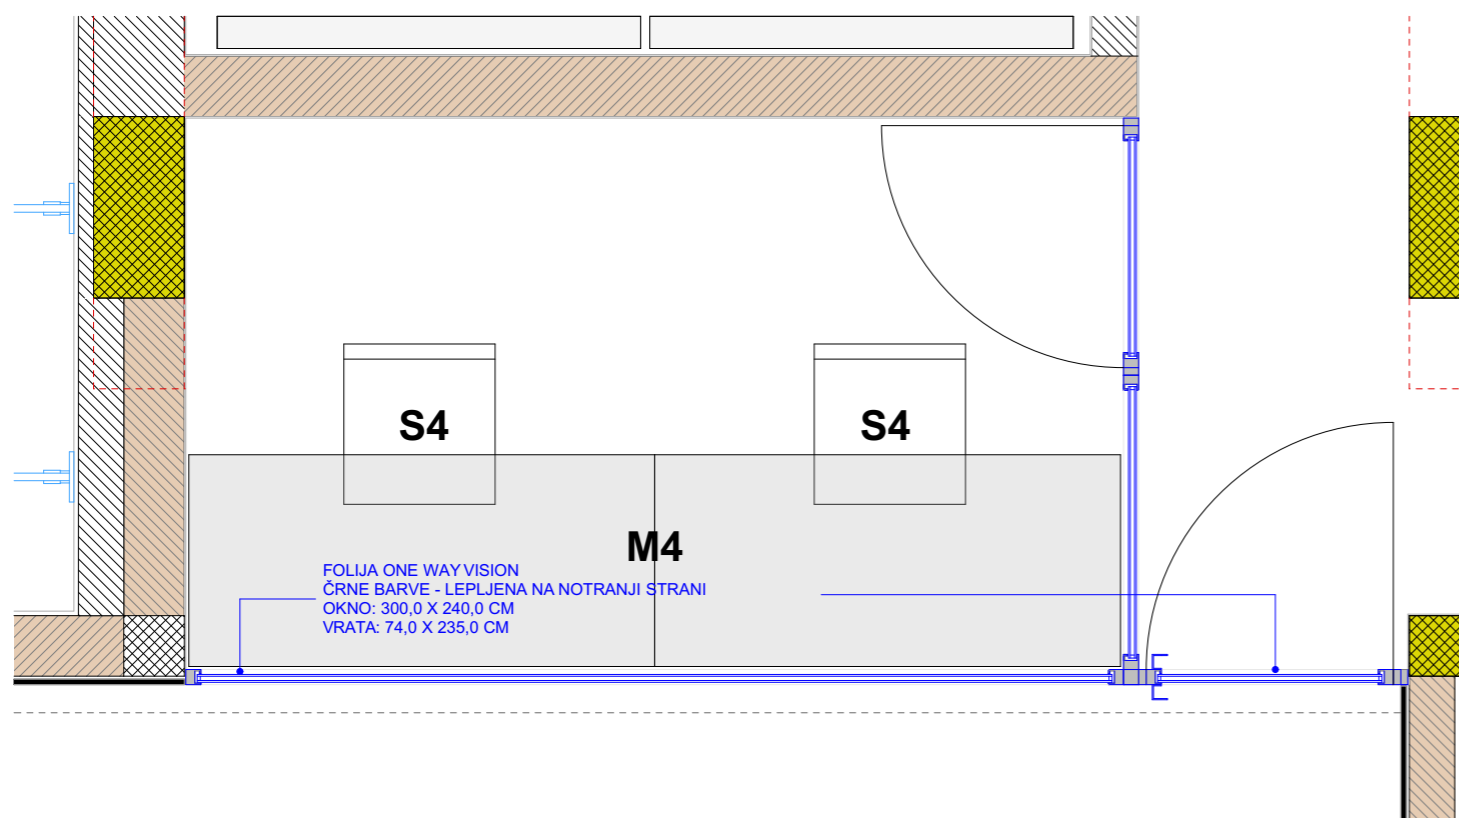 S4
S4
M4
FOLIJA ONE WAY VISION
ČRNE BARVE - LEPLJENA NA NOTRANJI STRANI
OKNO: 300,0 X 240,0 CM
VRATA: 74,0 X 235,0 CM